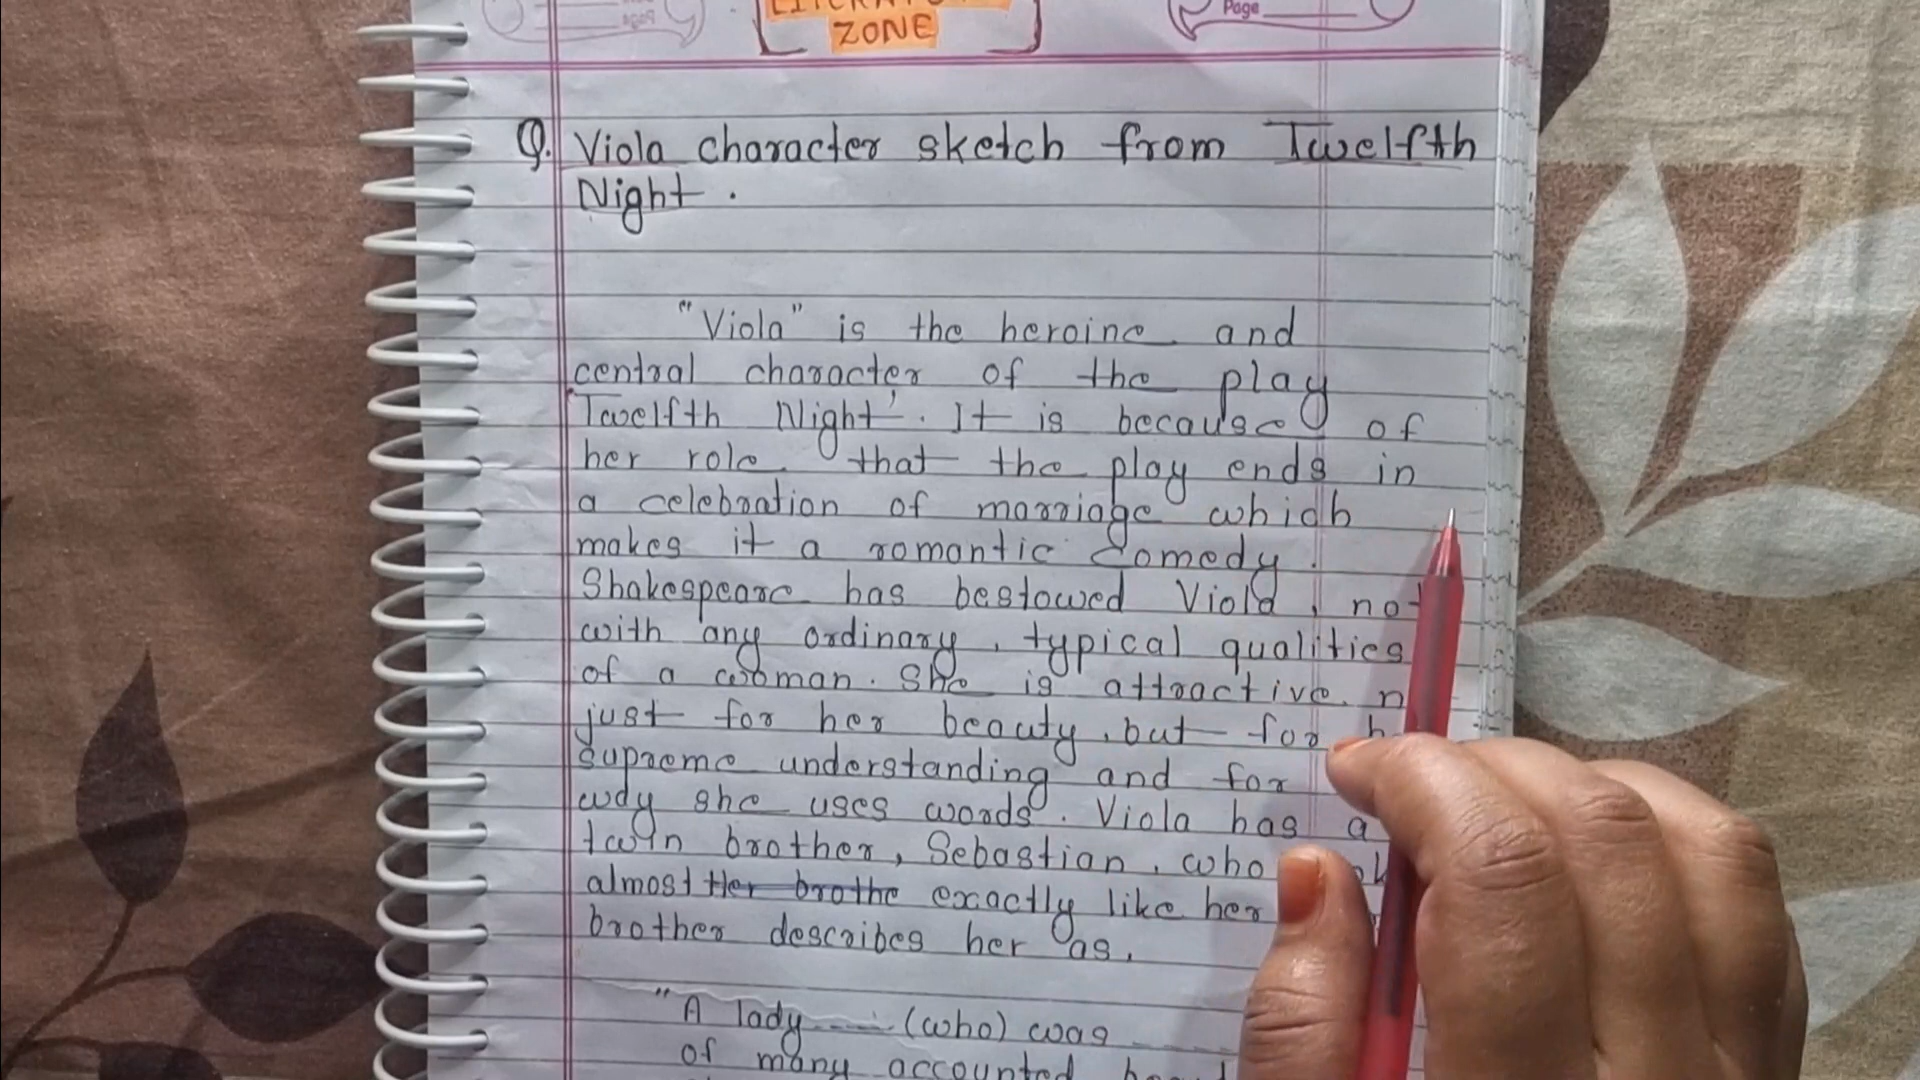 ZONE
Page
Q. Viola character sketch from Twelfth
Night.
"Viola" is the heroine and
central character of the play
'Twelfth Night'. It is because of
her role that the play ends in
a celebration of marriage which
makes it a romantic comedy.
Shakespeare has bestowed Viola, not
with any ordinary, typical qualities
of a woman. She is attractive
just for her beauty, but for
supreme understanding and for
way she uses words. Viola has a
twin brother, Sebastian, who
almost Her brothe exactly like her
brother describes her as,
"A lady (who) was
of many accounted